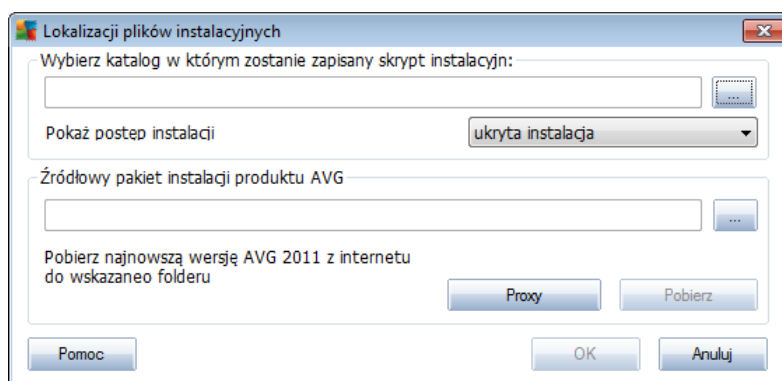 Lokalizacji plików instalacyjnych
Wybierz katalog w którym zostanie zapisany skrypt instalacyjn:
...
Pokaż postęp instalacji
ukryta instalacja
Źródłowy pakiet instalacji produktu AVG
...
Pobierz najnowszą wersję AVG 2011 z internetu
do wskazaneo folderu
Proxy
Pobierz
Pomoc
OK
Anuluj